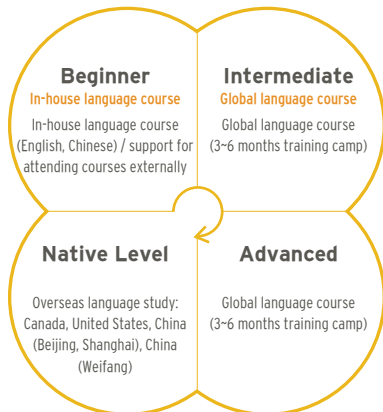 Beginner
In-house language course
In-house language course
(English, Chinese) / support for
attending courses externally
Intermediate
Global language course
Global language course
(3~6 months training camp)
Native Level
Overseas language study:
Canada, United States, China
(Beijing, Shanghai), China
(Weifang)
Advanced
Global language course
(3~6 months training camp)